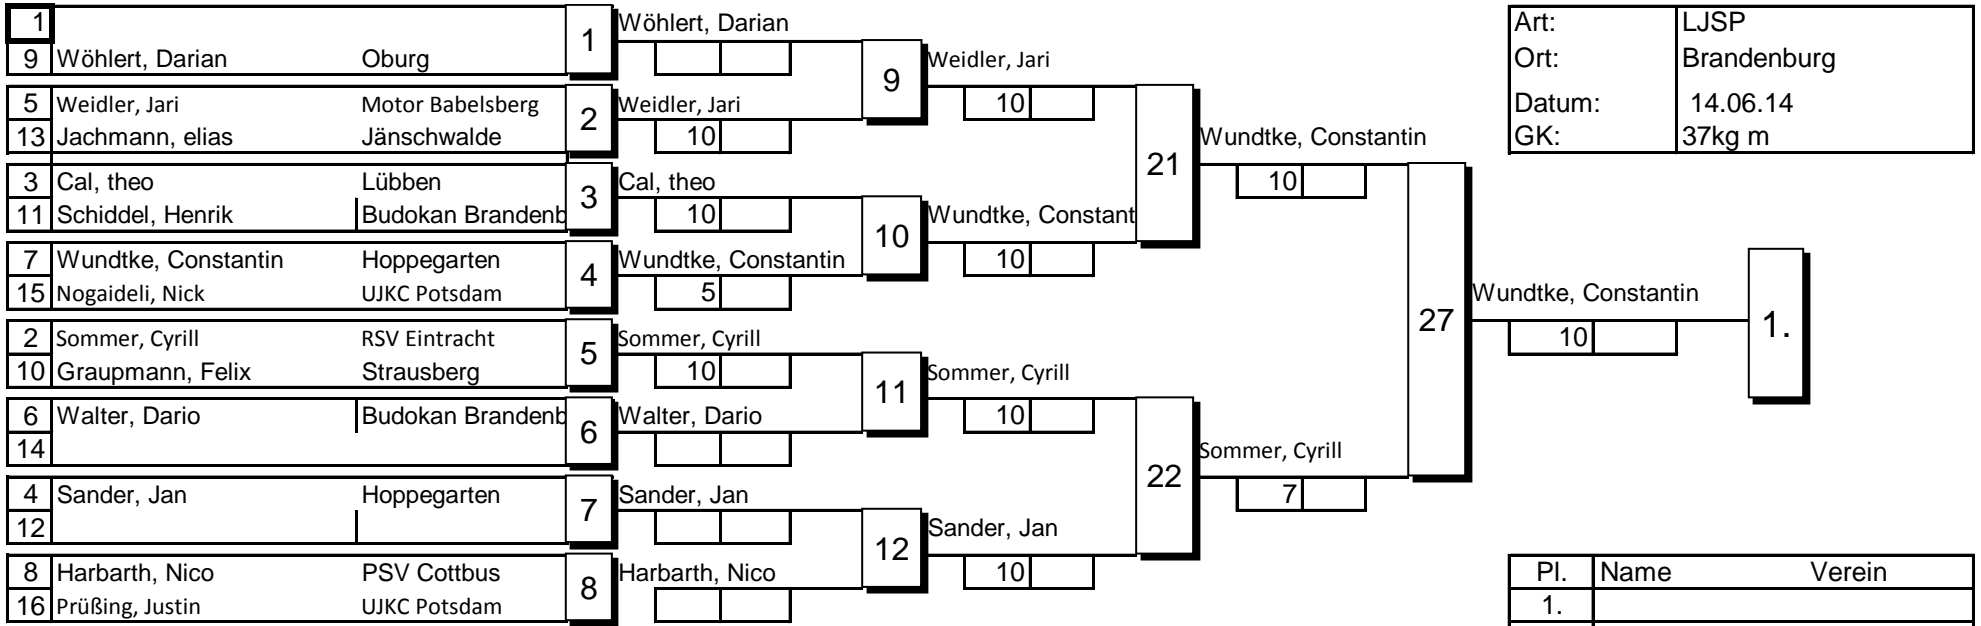 1
9 Wöhlert, Darian Oburg
1
Wöhlert, Darian
5 Weidler, Jari Motor Babelsberg
13 Jachmann, elias Jänschwalde
2
Weidler, Jari
10
9
Weidler, Jari
10
3 Cal, theo Lübben
11 Schiddel, Henrik Budokan Brandenb
3
Cal, theo
10
7 Wundtke, Constantin Hoppegarten
15 Nogaideli, Nick UJKC Potsdam
4
Wundtke, Constantin
5
10
Wundtke, Constant
10
21
Wundtke, Constantin
10
2 Sommer, Cyrill RSV Eintracht
10 Graupmann, Felix Strausberg
5
Sommer, Cyrill
10
6 Walter, Dario Budokan Brandenb
14
6
Walter, Dario
11
Sommer, Cyrill
10
4 Sander, Jan Hoppegarten
12
7
Sander, Jan
8 Harbarth, Nico PSV Cottbus
16 Prüßing, Justin UJKC Potsdam
8
Harbarth, Nico
12
Sander, Jan
10
22
Sommer, Cyrill
7
27
Wundtke, Constantin
10
1.
Art: LJSP
Ort: Brandenburg
Datum: 14.06.14
GK: 37kg m
Pl. Name Verein
1.